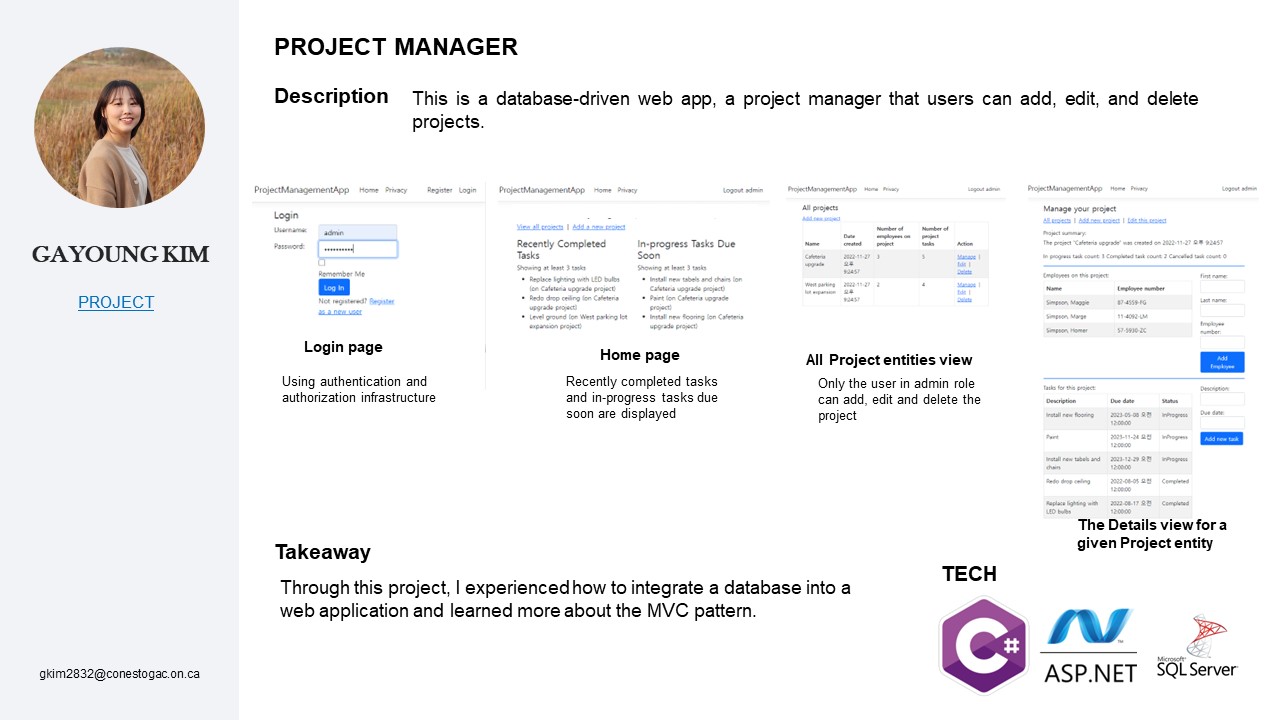 GAYOUNG KIM
PROJECT
gkim2832@conestogac.on.ca
PROJECT MANAGER
Description
This is a database-driven web app, a project manager that users can add, edit, and delete
projects.
ProjectManagementApp Home Privacy Register Login
Login
Username: admin
Password: ••••••••••
Remember Me
Log In
Not registered? Register
as a new user
Login page
Using authentication and
authorization infrastructure
ProjectManagementApp Home Privacy Logout admin
View all projects | Add a new project
Recently Completed
Tasks
Showing at least 3 tasks
Replace lighting with LED bulbs
(on Cafeteria upgrade project)
Redo drop ceiling (on Cafeteria
upgrade project)
Level ground (on West parking lot
expansion project)
In-progress Tasks Due
Soon
Showing at least 3 tasks
Install new tabels and chairs (on
Cafeteria upgrade project)
Paint (on Cafeteria upgrade
project)
Install new flooring (on Cafeteria
upgrade project)
Home page
Recently completed tasks
and in-progress tasks due
soon are displayed
ProjectManagementApp Home Privacy Logout admin
All projects
Add new project
Name Date created Number of employees on project Number of project tasks Action
Cafeteria upgrade 2022-11-27 오후 9:24:57 3 5 Manage | Edit | Delete
West parking lot expansion 2022-11-27 오후 9:24:57 2 4 Manage | Edit | Delete
All Project entities view
Only the user in admin role
can add, edit and delete the
project
ProjectManagementApp Home Privacy Logout admin
Manage your project
All projects | Add new project | Edit this project
Project summary:
The project "Cafeteria upgrade" was created on 2022-11-27 오후 9:24:57
In progress task count: 3 Completed task count: 2 Cancelled task count: 0
Employees on this project:
Name Employee number
Simpson, Maggie 87-4559-FG
Simpson, Marge 11-4092-LM
Simpson, Homer 57-5930-ZC
First name:
Last name:
Employee
number:
Add
Employee
Tasks for this project:
Description Due date Status
Install new flooring 2023-05-08 오전 12:00:00 InProgress
Paint 2023-11-24 오전 12:00:00 InProgress
Install new tabels and chairs 2023-12-29 오전 12:00:00 InProgress
Redo drop ceiling 2022-08-05 오전 12:00:00 Completed
Replace lighting with LED bulbs 2022-08-17 오전 12:00:00 Completed
Description:
Due date:
Add new task
The Details view for a
given Project entity
Takeaway
Through this project, I experienced how to integrate a database into a
web application and learned more about the MVC pattern.
TECH
C#
ASP.NET
Microsoft
SQL Server